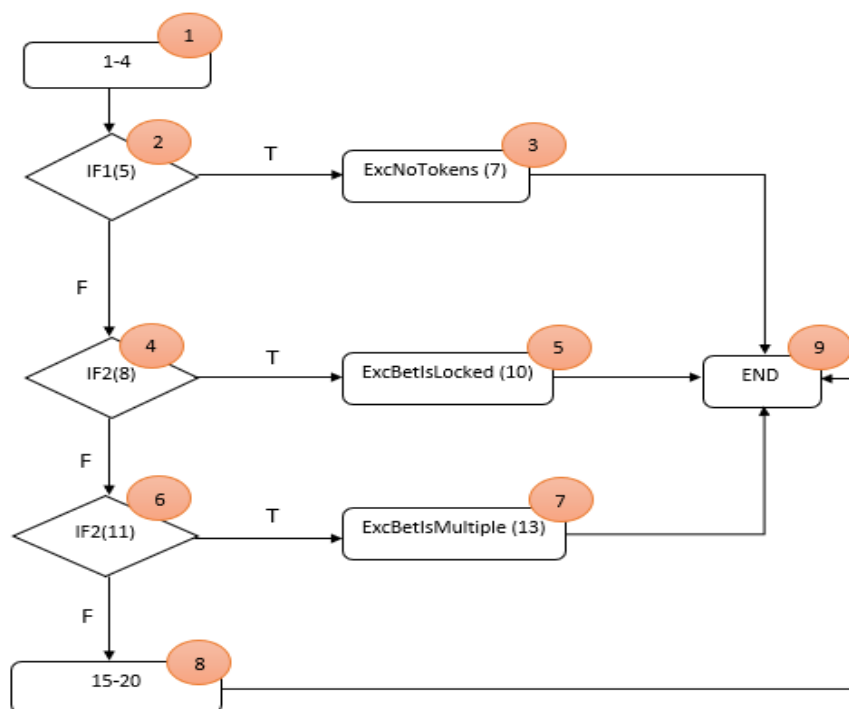 1
1-4
2
IF1(5)
T
3
ExcNoTokens (7)
F
4
IF2(8)
T
5
ExcBetIsLocked (10)
9
END
F
6
IF2(11)
T
7
ExcBetIsMultiple (13)
F
8
15-20